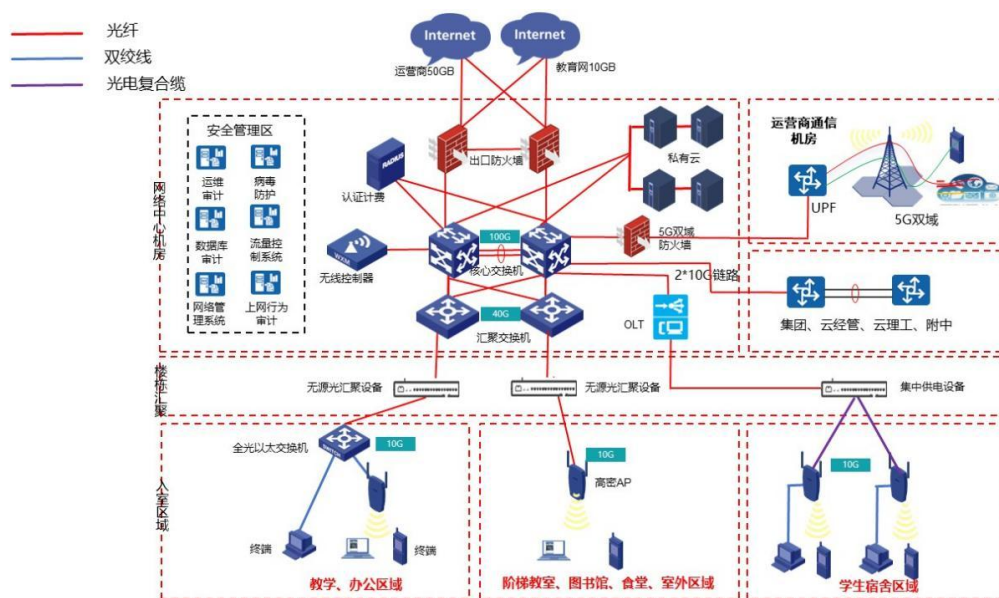 光纤
双绞线
光电复合缆
Internet
Internet
运营商50GB
教育网10GB
安全管理区
运维
审计
病毒
防护
数据库
审计
流量控
制系统
网络管
理系统
上网行为
审计
网络中心机房
RADIUS
认证计费
出口防火墙
私有云
无线控制器
100G
核心交换机
5G双域
防火墙
2*10G链路
40G
汇聚交换机
OLT
运营商通信
机房
UPF
5G双域
集团、云经管、云理工、附中
楼栋汇聚
无源光汇聚设备
无源光汇聚设备
集中供电设备
入室区域
全光以太交换机
10G
终端
终端
教学、办公区域
10G
高密AP
阶梯教室、图书馆、食堂、室外区域
10G
学生宿舍区域